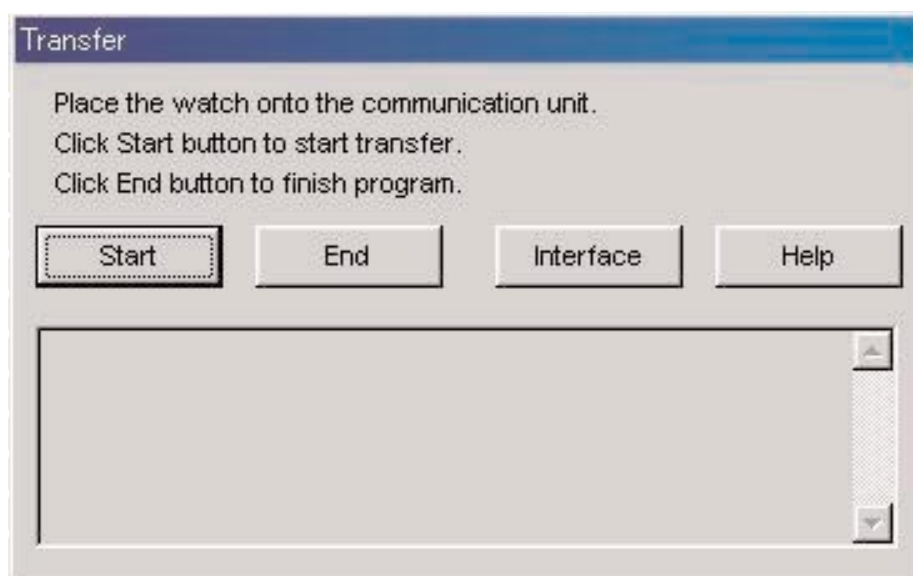 Transfer
Place the watch onto the communication unit.
Click Start button to start transfer.
Click End button to finish program.
Start End Interface Help